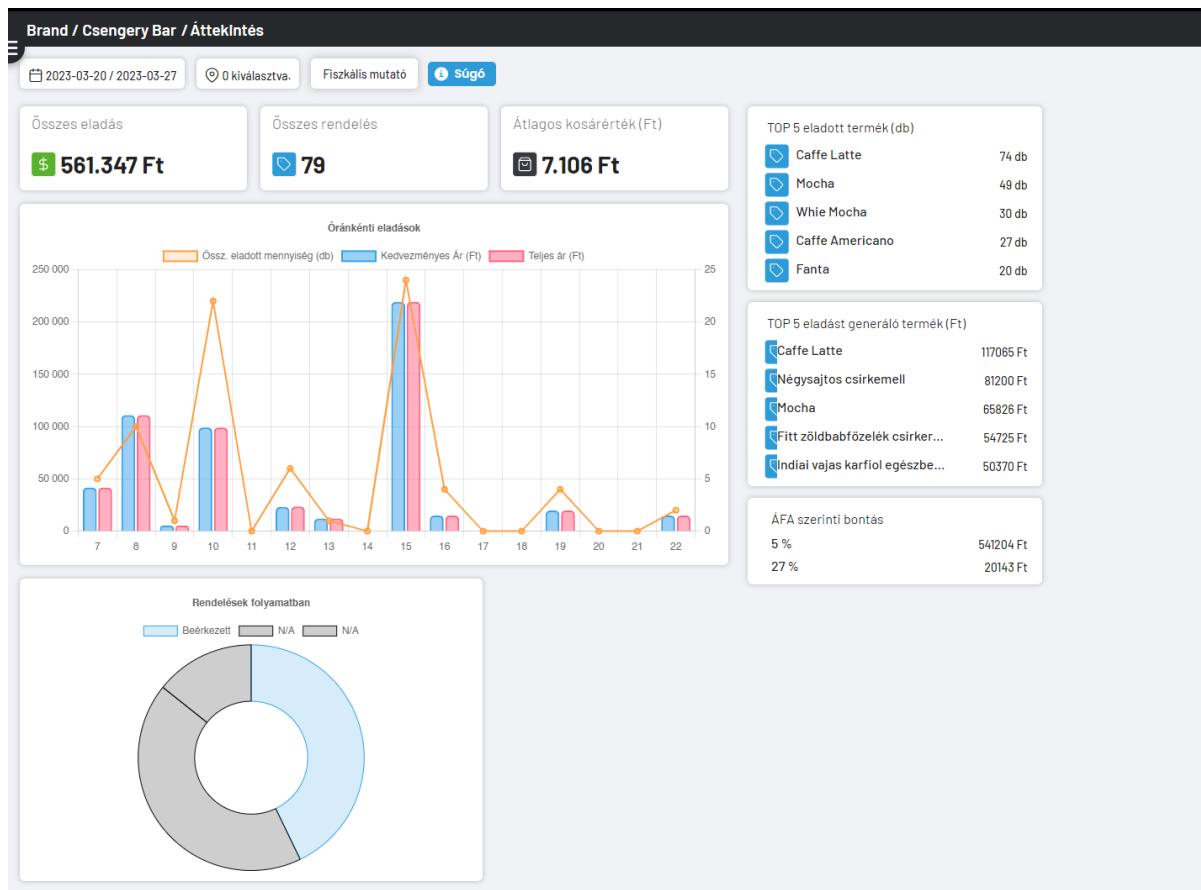 Brand / Csengery Bar / Áttekintés
2023-03-20 / 2023-03-27
0 kiválasztva.
Fiszkális mutató
Súgó
Összes eladás
561.347 Ft
Összes rendelés
79
Átlagos kosárérték (Ft)
7.106 Ft
Óránkénti eladások
Össz. eladott mennyiség (db) Kedvezményes Ár (Ft) Teljes ár (Ft)
250 000 25
200 000 20
150 000 15
100 000 10
50 000 5
0 0
7 8 9 10 11 12 13 14 15 16 17 18 19 20 21 22
TOP 5 eladott termék (db)
Caffe Latte 74 db
Mocha 49 db
Whie Mocha 30 db
Caffe Americano 27 db
Fanta 20 db
TOP 5 eladást generáló termék (Ft)
Caffe Latte 117065 Ft
Négysajtos csirkemell 81200 Ft
Mocha 65826 Ft
Fitt zöldbabfőzelék csirker... 54725 Ft
Indiai vajas karfiol egészbe... 50370 Ft
ÁFA szerinti bontás
5 % 541204 Ft
27 % 20143 Ft
Rendelések folyamatban
Beérkezett N/A N/A